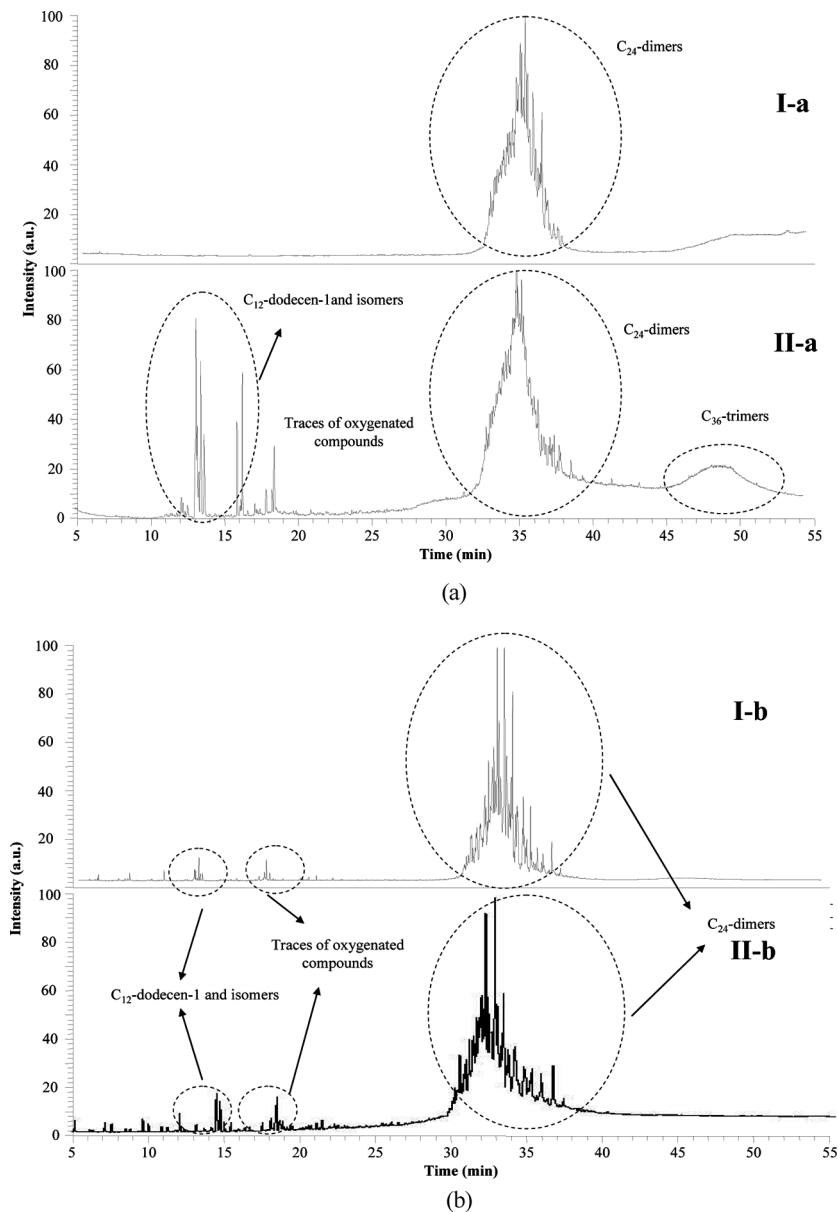 100
C24-dimers
80
I-a
60
40
20
Intensity (a.u.)
100
C12-dodecen-1and isomers
80
C24-dimers
II-a
60
C36-trimers
Traces of oxygenated
compounds
40
20
0
5 10 15 20 25 30 35 40 45 50 55
Time (min)
(a)
100
80
I-b
60
40
20
Intensity (a.u.)
100
C24-dimers
80
Traces of oxygenated
compounds
II-b
C12-dodecen-1 and isomers
60
40
20
0
5 10 15 20 25 30 35 40 45 50 55
Time (min)
(b)